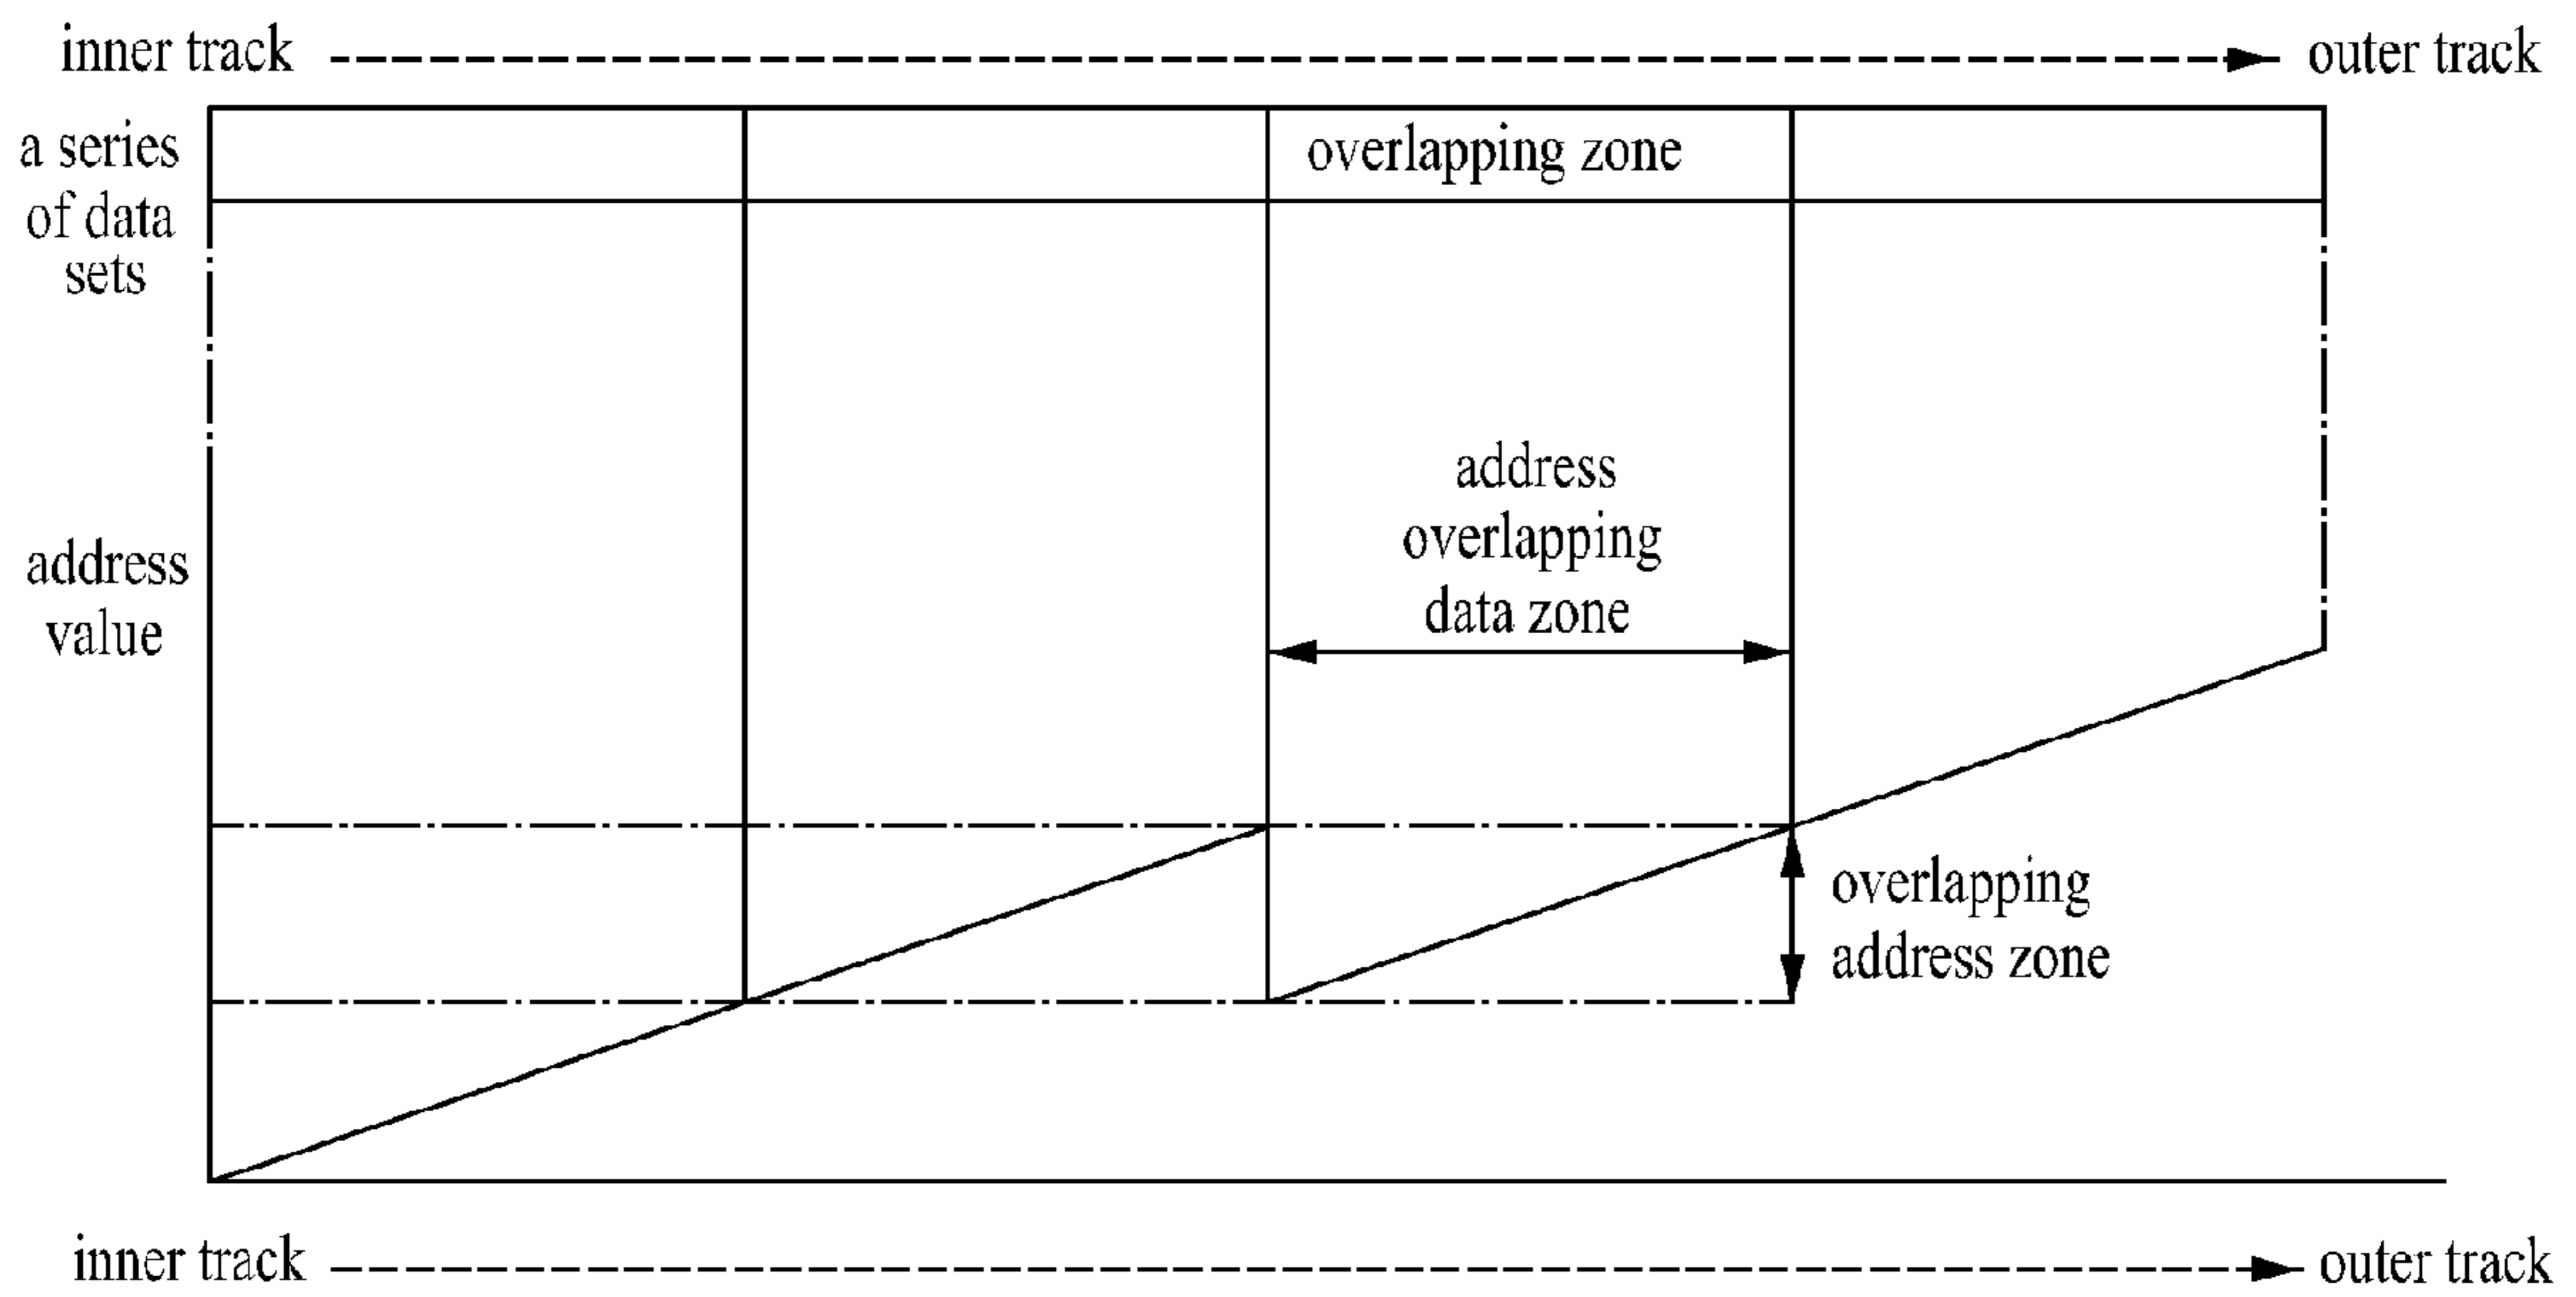 inner track
outer track
a series
of data
sets
overlapping zone
address
overlapping
data zone
address
value
overlapping
address zone
inner track
outer track